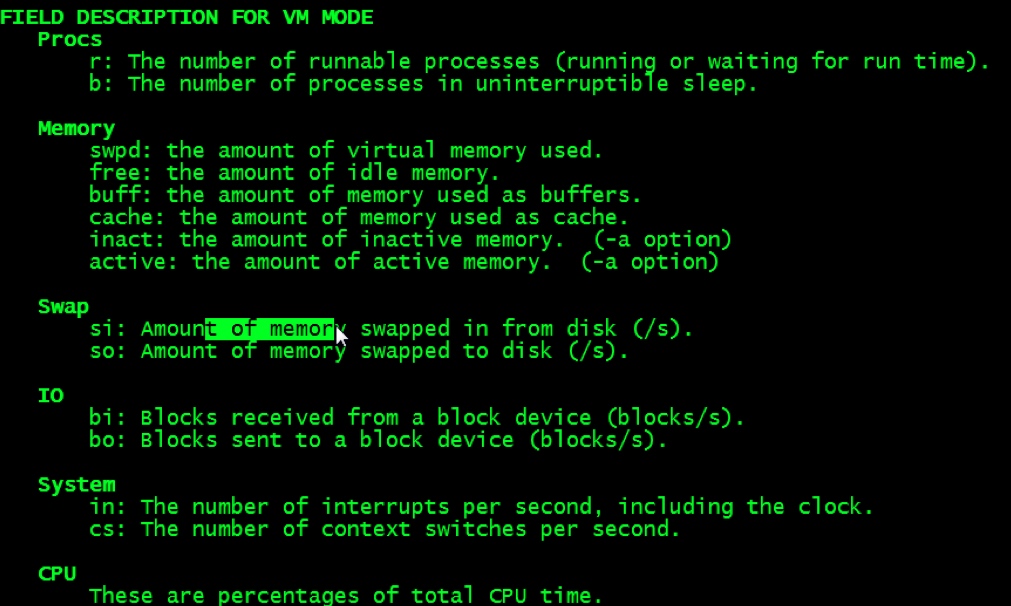 FIELD DESCRIPTION FOR VM MODE
Procs
r: The number of runnable processes (running or waiting for run time).
b: The number of processes in uninterruptible sleep.
Memory
swpd: the amount of virtual memory used.
free: the amount of idle memory.
buff: the amount of memory used as buffers.
cache: the amount of memory used as cache.
inact: the amount of inactive memory.  (-a option)
active: the amount of active memory.  (-a option)
Swap
si: Amount of memory swapped in from disk (/s).
so: Amount of memory swapped to disk (/s).
IO
bi: Blocks received from a block device (blocks/s).
bo: Blocks sent to a block device (blocks/s).
System
in: The number of interrupts per second, including the clock.
cs: The number of context switches per second.
CPU
These are percentages of total CPU time.